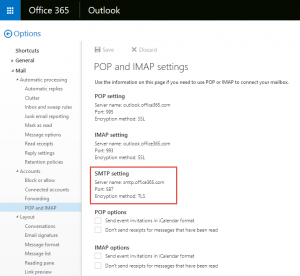 Office 365
Outlook
Options
Shortcuts
General
Mail
Automatic processing
Automatic replies
Clutter
Inbox and sweep rules
Junk email reporting
Mark as read
Message options
Read receipts
Reply settings
Retention policies
Accounts
Block or allow
Connected accounts
Forwarding
POP and IMAP
Layout
Conversations
Email signature
Message format
Message list
Reading pane
Link preview
Save
Discard
POP and IMAP settings
Use the information on this page if you need to use POP or IMAP to connect your mailbox.
POP setting
Server name: outlook.office365.com
Port: 995
Encryption method: SSL
IMAP setting
Server name: outlook.office365.com
Port: 993
Encryption method: SSL
SMTP setting
Server name: smtp.office365.com
Port: 587
Encryption method: TLS
POP options
Send event invitations in iCalendar format
Don't send receipts for messages that have been read
IMAP options
Send event invitations in iCalendar format
Don't send receipts for messages that have been read